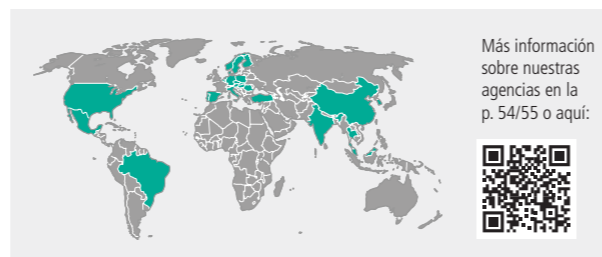 Más información
sobre nuestras
agencias en la
p. 54/55 o aquí: